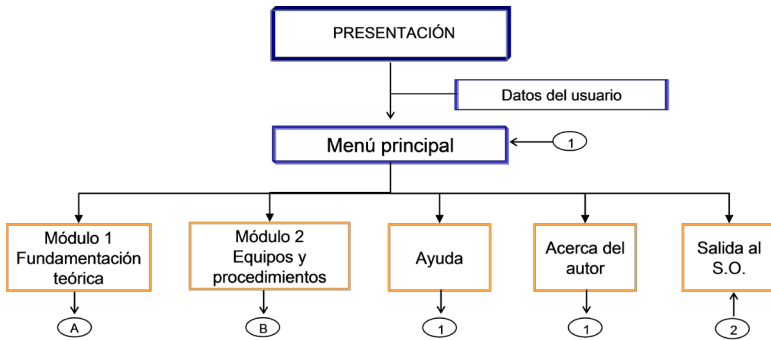 PRESENTACIÓN
Datos del usuario
Menú principal
1
Módulo 1
Fundamentación
teórica
Módulo 2
Equipos y
procedimientos
Ayuda
Acerca del
autor
Salida al
S.O.
A
B
1
1
2